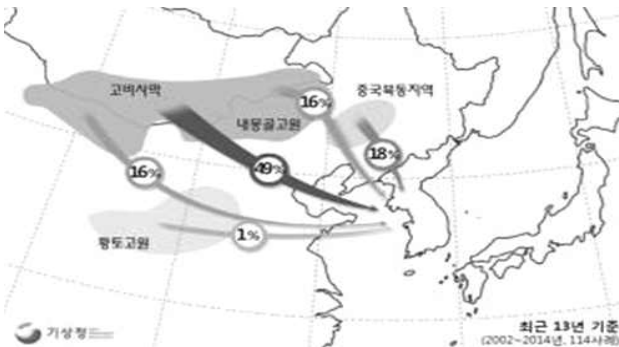 고비사막
중국북동지역
16%
내몽골고원
18%
16%
49%
황토고원
1%
기상청
최근 13년 기준
(2002~2014년, 114사례)